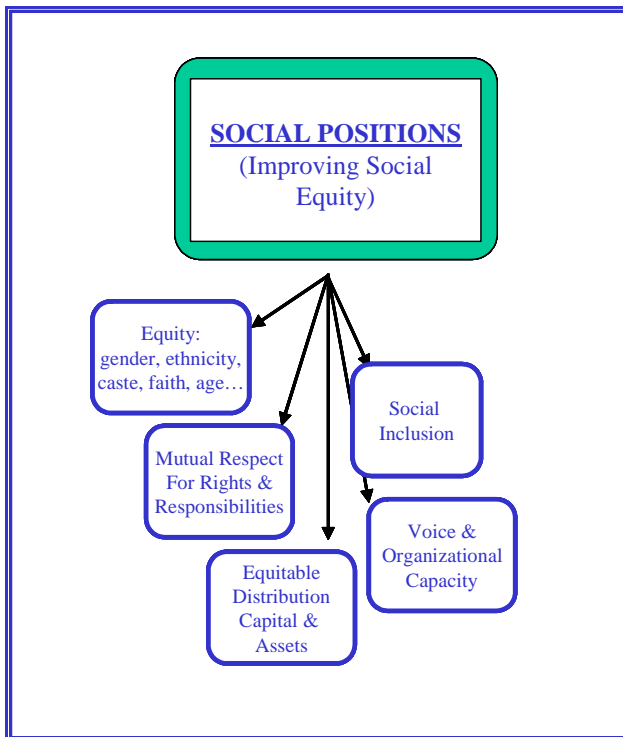 SOCIAL POSITIONS
(Improving Social
Equity)
Equity:
gender, ethnicity,
caste, faith, age…
Social
Inclusion
Mutual Respect
For Rights &
Responsibilities
Voice &
Organizational
Capacity
Equitable
Distribution
Capital &
Assets